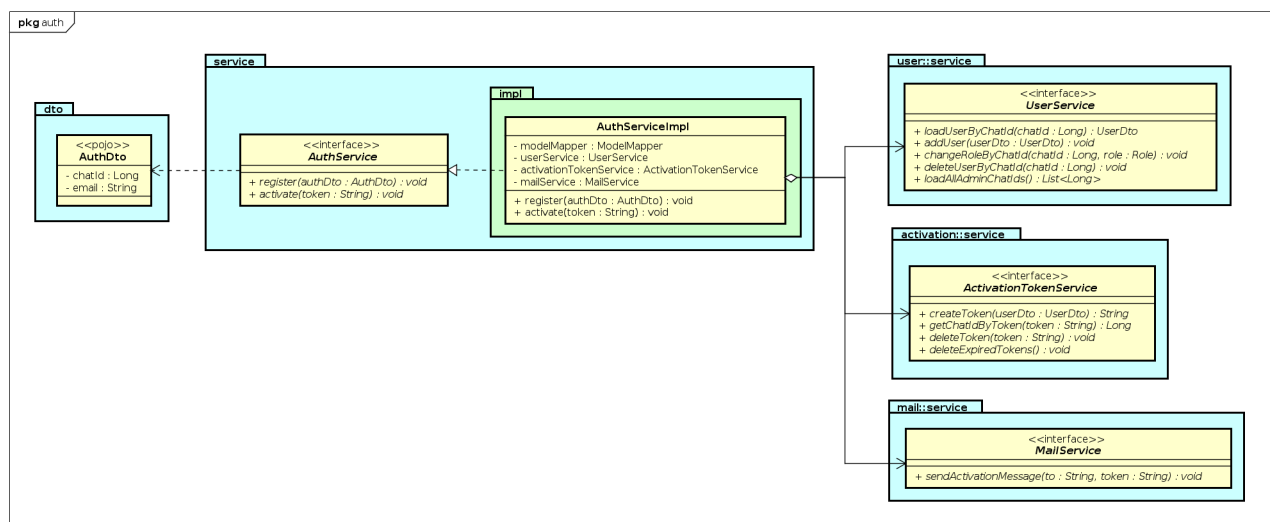 pkg auth
dto
<<pojo>>
AuthDto
- chatId : Long
- email : String
service
<<interface>>
AuthService
+ register(authDto : AuthDto) : void
+ activate(token : String) : void
impl
AuthServiceImpl
- modelMapper : ModelMapper
- userService : UserService
- activationTokenService : ActivationTokenService
- mailService : MailService
+ register(authDto : AuthDto) : void
+ activate(token : String) : void
user::service
<<interface>>
UserService
+ loadUserByChatId(chatId : Long) : UserDto
+ addUser(userDto : UserDto) : void
+ changeRoleByChatId(chatId : Long, role : Role) : void
+ deleteUserByChatId(chatId : Long) : void
+ loadAllAdminChatIds() : List<Long>
activation::service
<<interface>>
ActivationTokenService
+ createToken(userDto : UserDto) : String
+ getChatIdByToken(token : String) : Long
+ deleteToken(token : String) : void
+ deleteExpiredTokens() : void
mail::service
<<interface>>
MailService
+ sendActivationMessage(to : String, token : String) : void